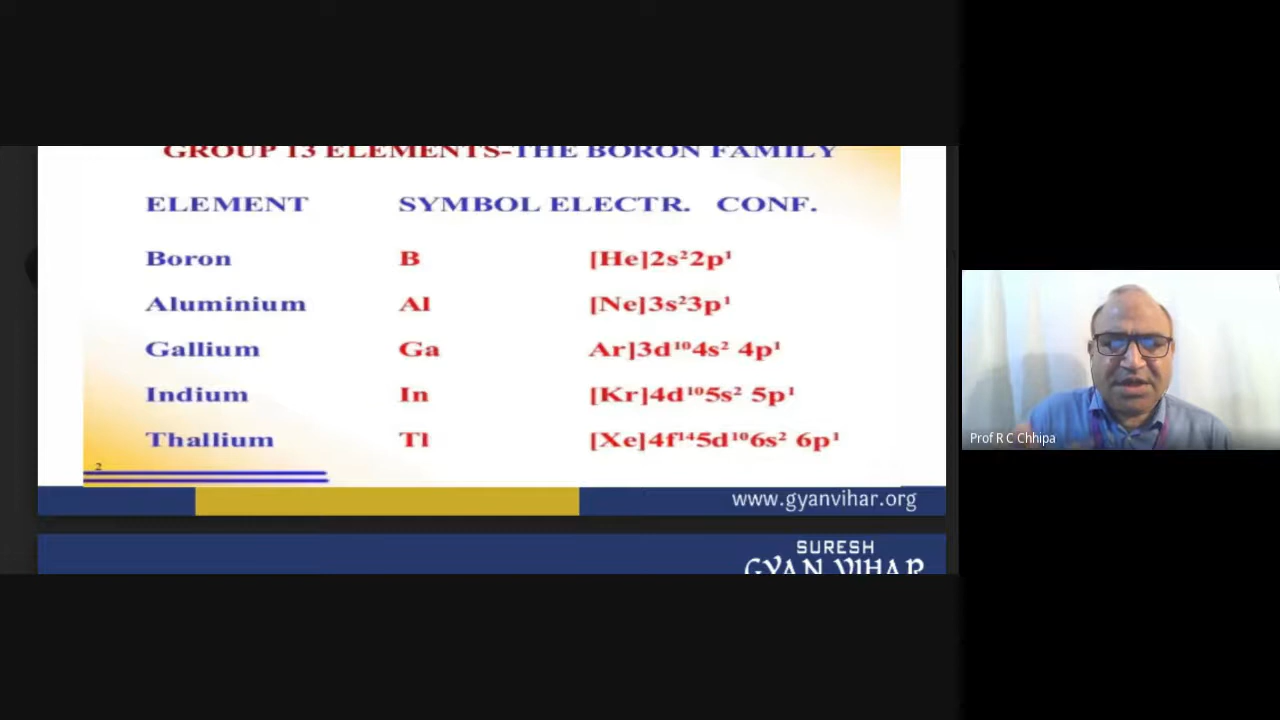 GROUP 13 ELEMENTS-THE BORON FAMILY
ELEMENT SYMBOL ELECTR. CONF.
Boron B [He]2s²2p¹
Aluminium Al [Ne]3s²3p¹
Gallium Ga Ar]3d¹⁰4s² 4p¹
Indium In [Kr]4d¹⁰5s² 5p¹
Thallium Tl [Xe]4f¹⁴5d¹⁰6s² 6p¹
2
www.gyanvihar.org
SURESH
GYAN VIHAR
Prof R C Chhipa